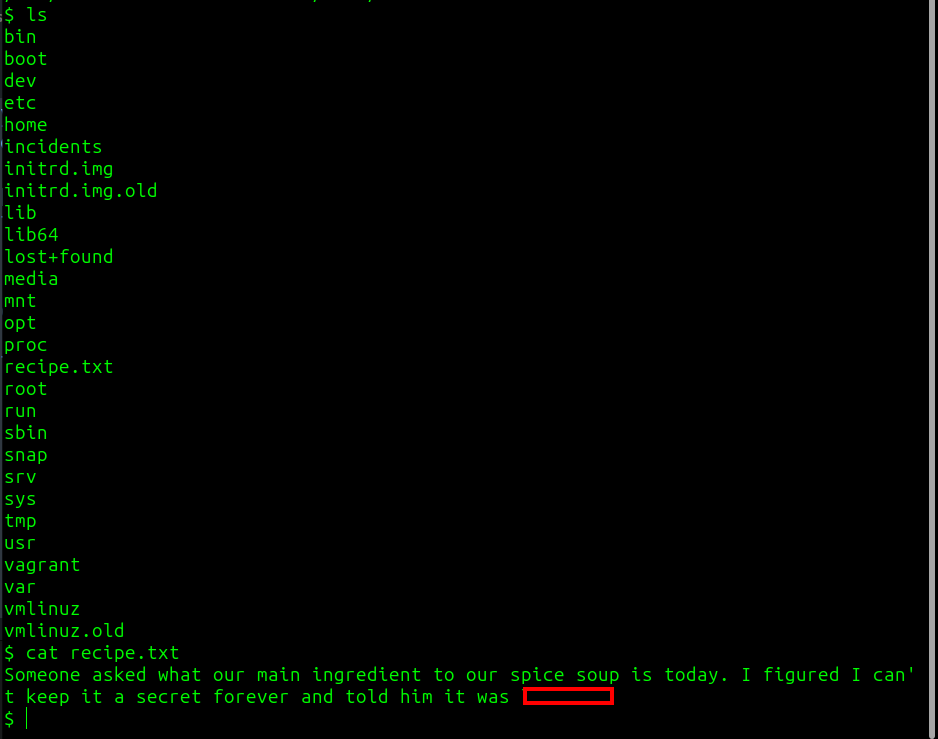 $ ls
bin
boot
dev
etc
home
incidents
initrd.img
initrd.img.old
lib
lib64
lost+found
media
mnt
opt
proc
recipe.txt
root
run
sbin
snap
srv
sys
tmp
usr
vagrant
var
vmlinuz
vmlinuz.old
$ cat recipe.txt
Someone asked what our main ingredient to our spice soup is today. I figured I can'
t keep it a secret forever and told him it was
$